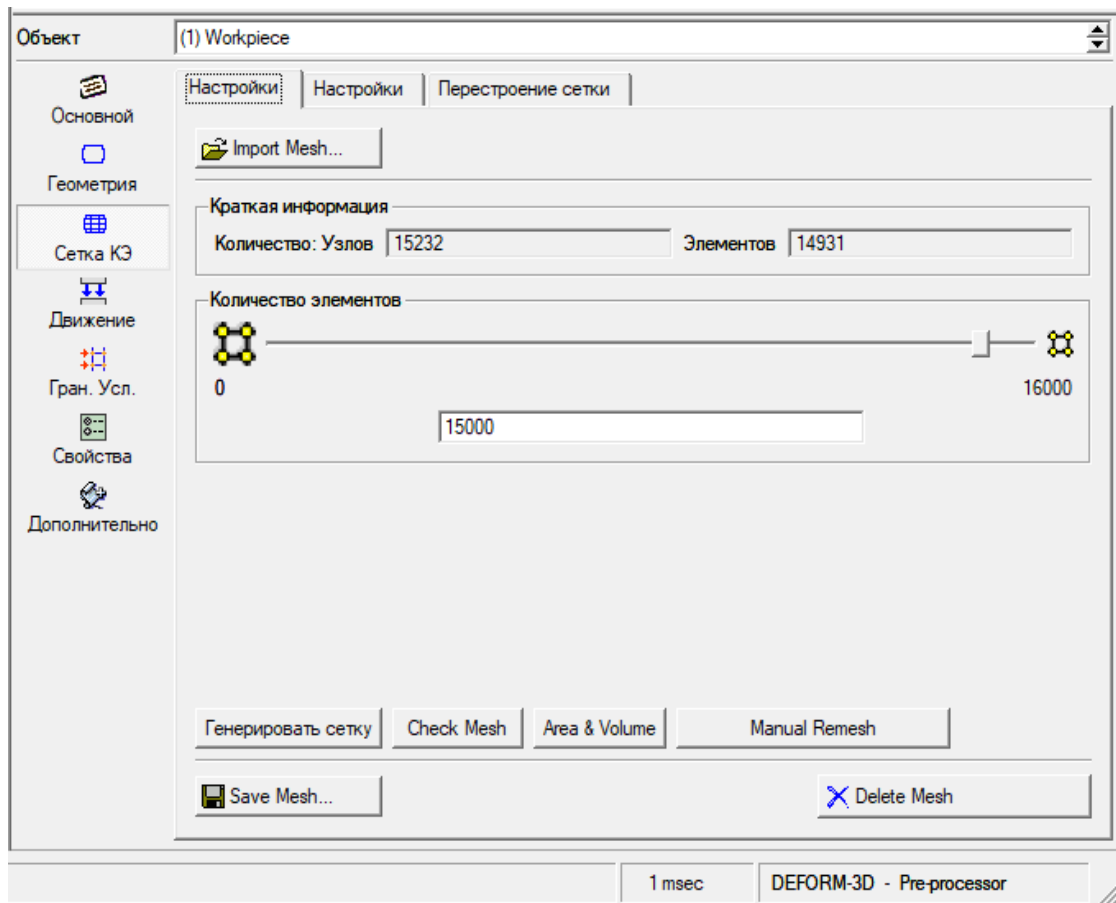 Объект (1) Workpiece
Основной
Геометрия
Сетка КЭ
Движение
Гран. Усл.
Свойства
Дополнительно
Настройки Настройки Перестроение сетки
Import Mesh...
Краткая информация
Количество: Узлов 15232 Элементов 14931
Количество элементов
0 16000
15000
Генерировать сетку Check Mesh Area & Volume Manual Remesh
Save Mesh... Delete Mesh
1 msec DEFORM-3D - Pre-processor